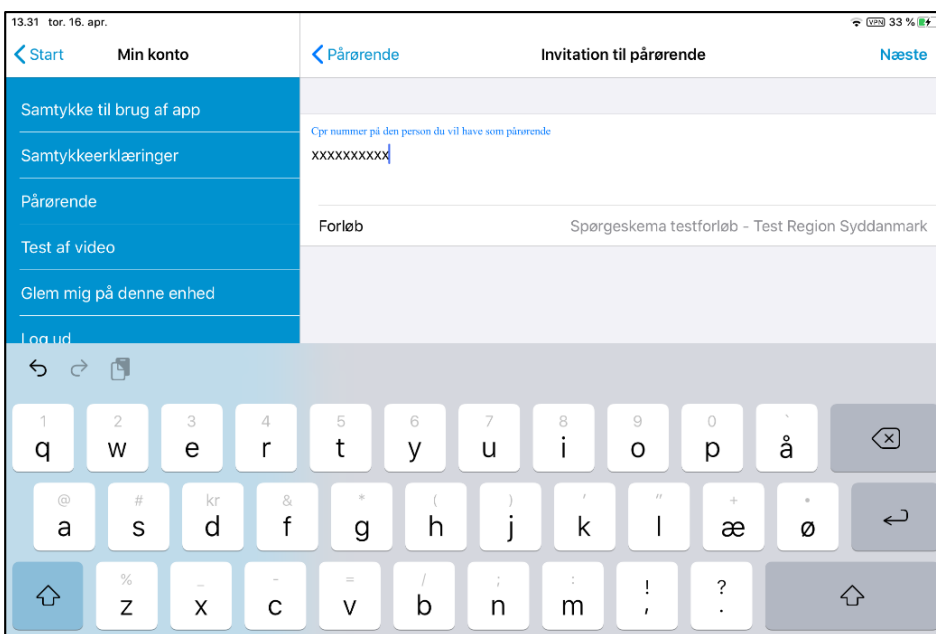 13.31 tor. 16. apr.
VPN 33 %
Start
Min konto
Pårørende
Invitation til pårørende
Næste
Samtykke til brug af app
Samtykkeerklæringer
Pårørende
Test af video
Glem mig på denne enhed
Log ud
Cpr nummer på den person du vil have som pårørende
xxxxxxxxxx
Forløb
Spørgeskema testforløb - Test Region Syddanmark
1 2 3 4 5 6 7 8 9 0 `
q w e r t y u i o p å
@ # kr & * ( ) ' " + •
a s d f g h j k l æ ø
% _ - = / ; : ! ?
z x c v b n m , .